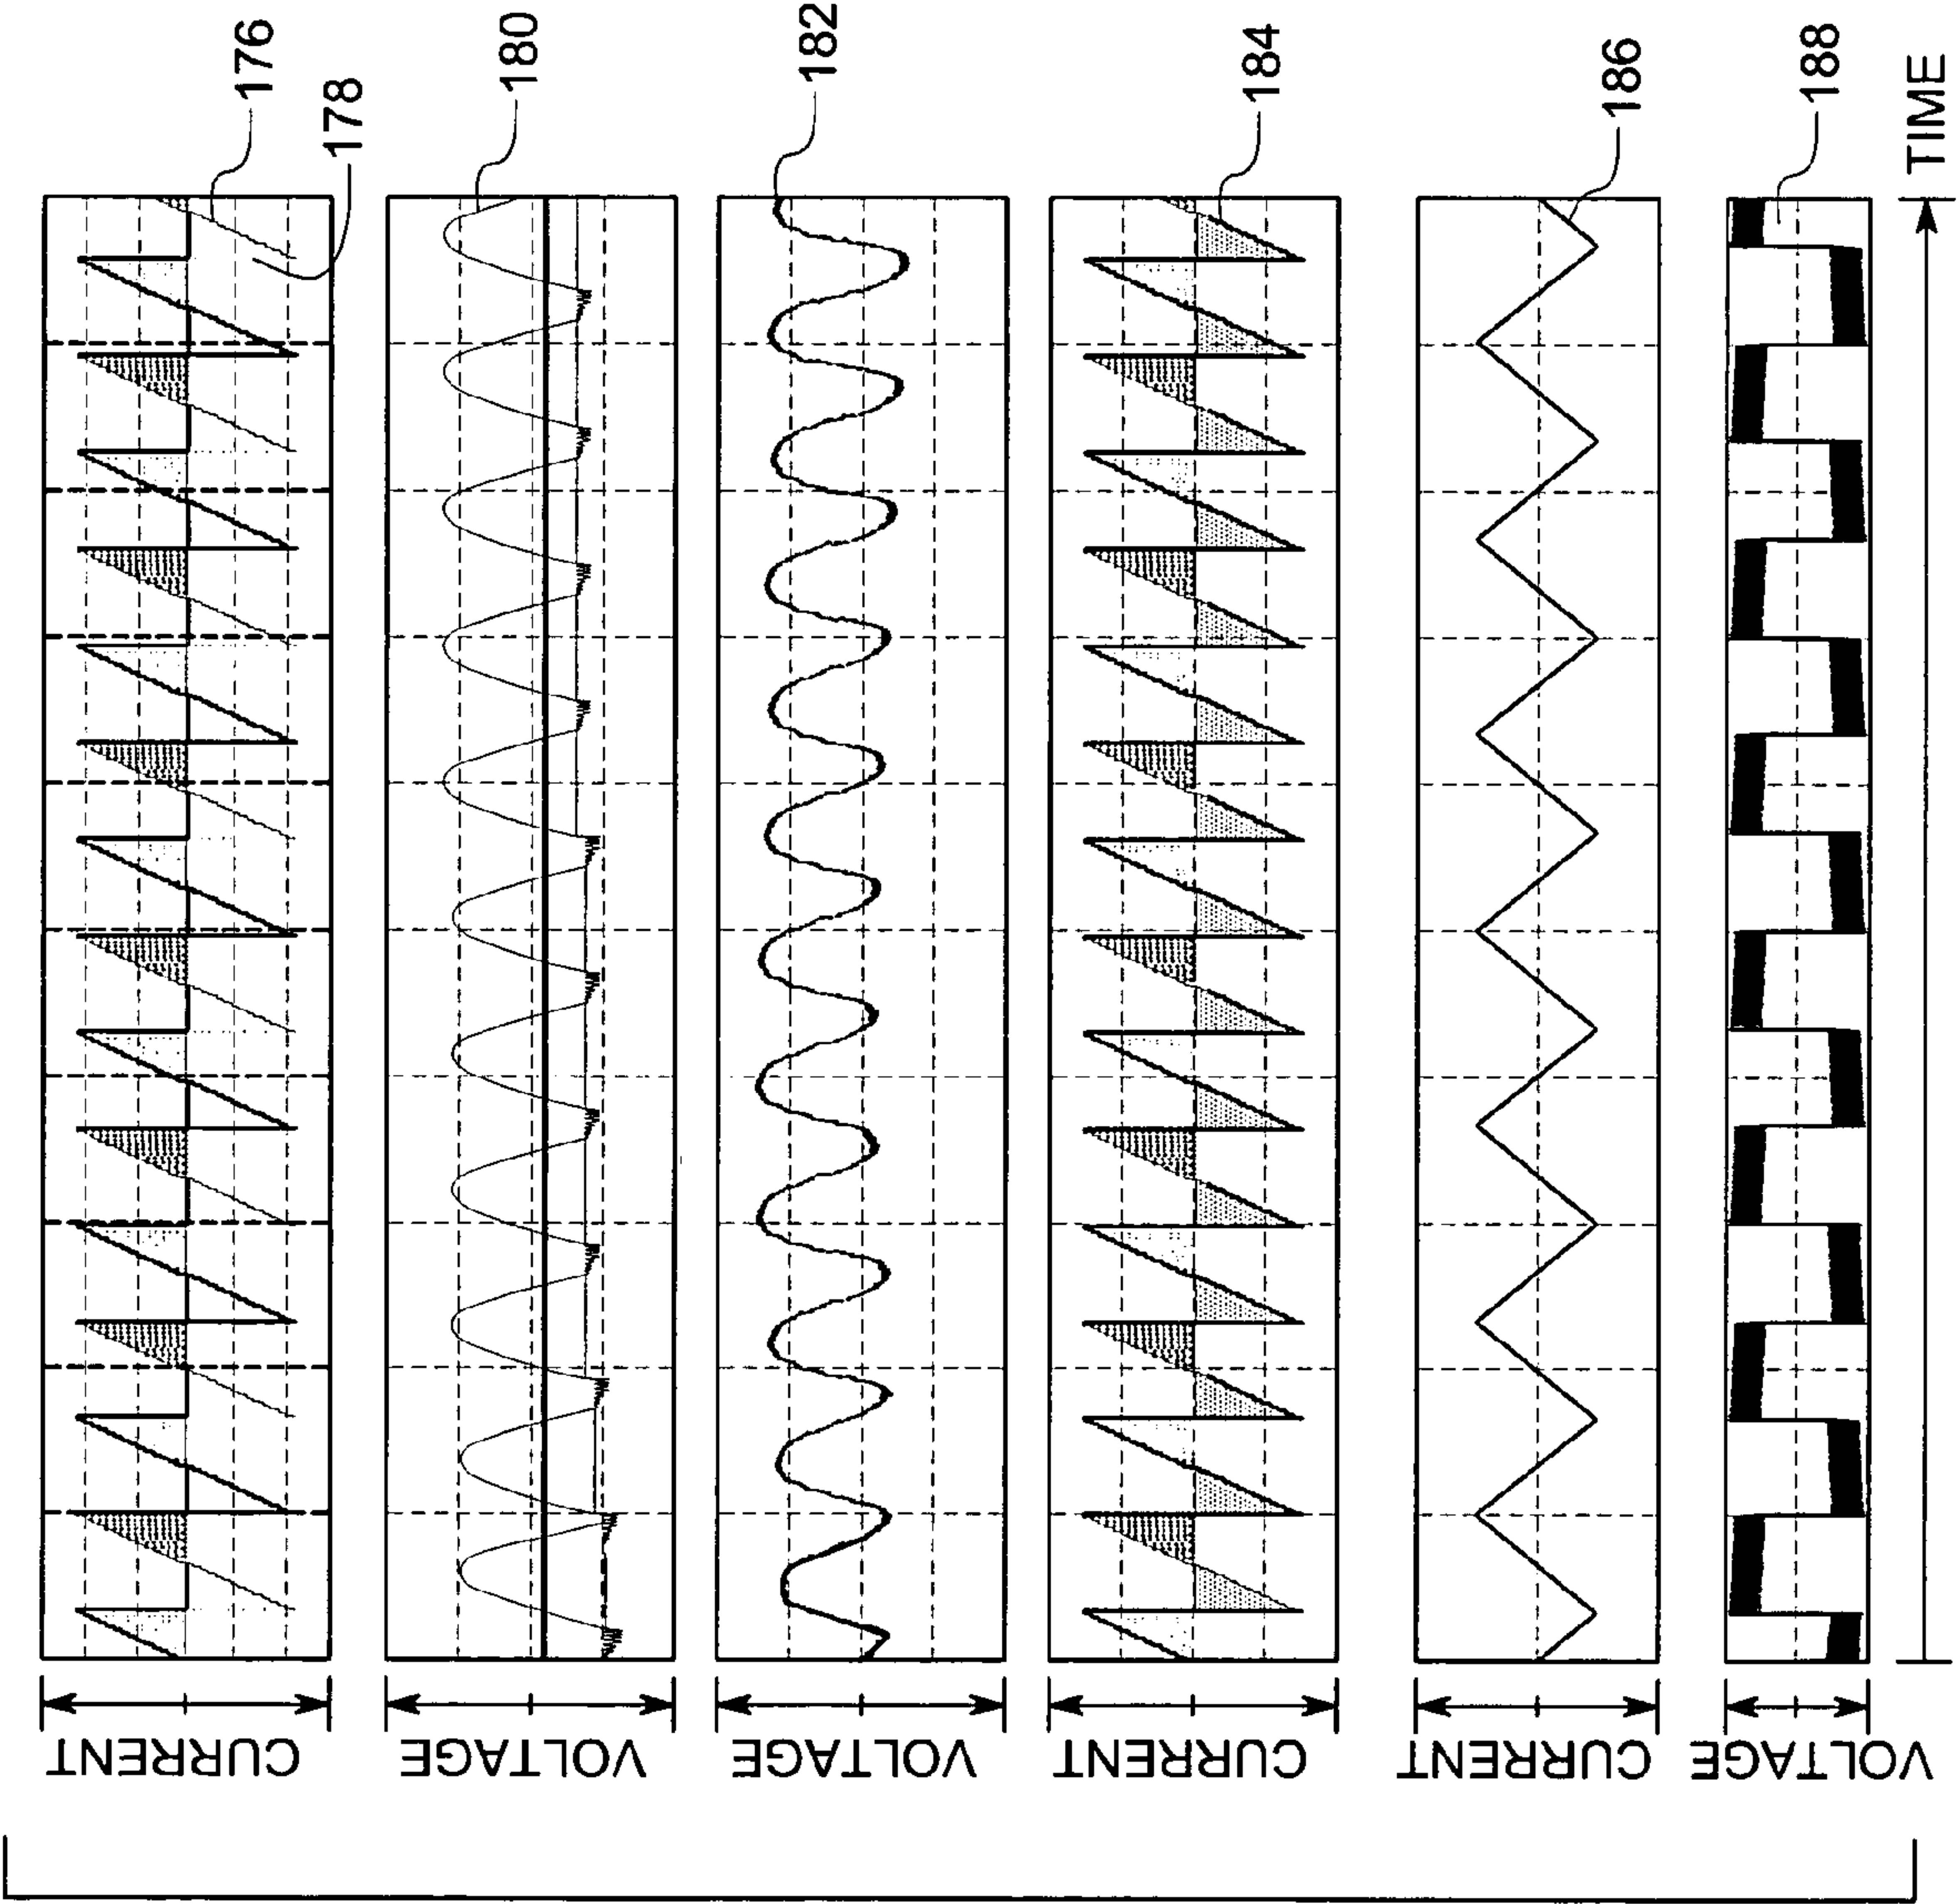 CURRENT
176
178
VOLTAGE
180
VOLTAGE
182
CURRENT
184
CURRENT
186
VOLTAGE
188
TIME